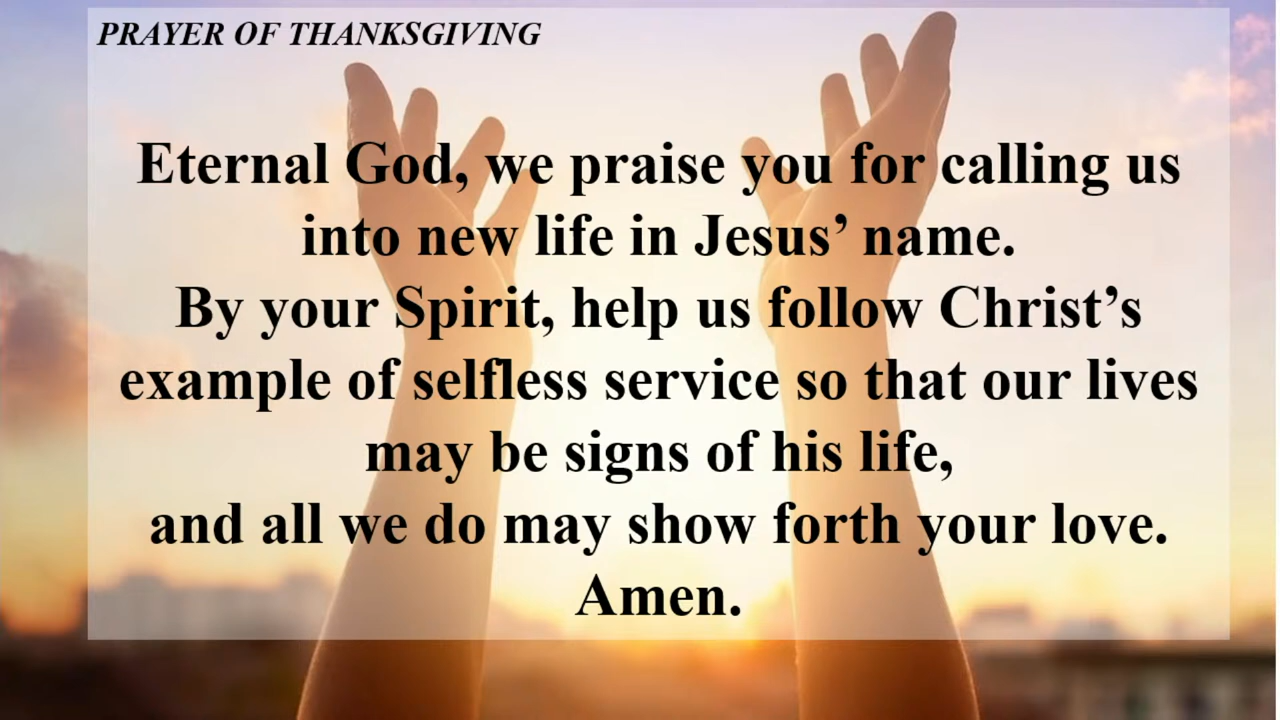 PRAYER OF THANKSGIVING
Eternal God, we praise you for calling us
into new life in Jesus’ name.
By your Spirit, help us follow Christ’s
example of selfless service so that our lives
may be signs of his life,
and all we do may show forth your love.
Amen.